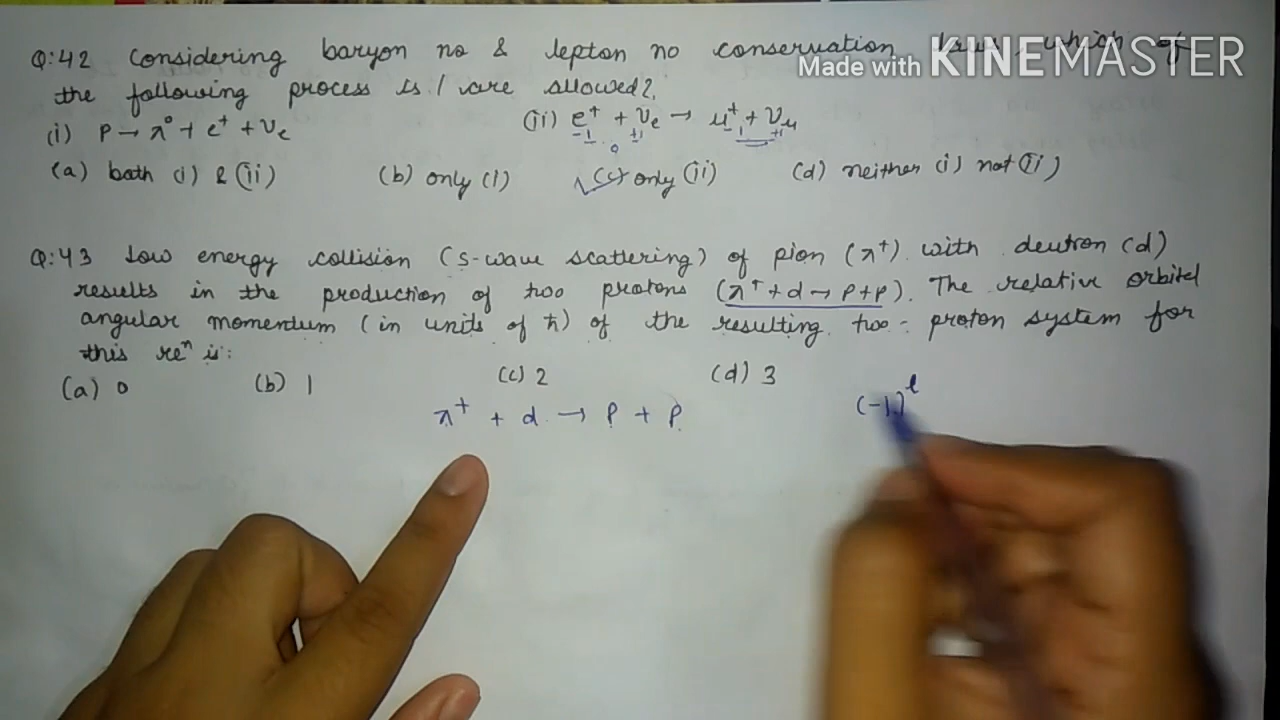 Q:42 Considering baryon no & lepton no conservation which of
Made with KINEMASTER
the following process is / are allowed?
(i) P → π° + e⁺ + νe (ii) e⁺ + νe → μ⁺ + νμ
-1 +1 -1 +1
0
(a) both (i) & (ii) (b) only (1) (c) only (ii) (d) neither (i) not (ii)
Q:43 Low energy collision (S-wave scattering) of pion (π⁺) with deutron (d)
results in the production of two protons (π⁺ + d → P + P). The relative orbital
angular momentum (in units of ħ) of the resulting two-proton system for
this reⁿ is:
(a) 0 (b) 1 (c) 2 (d) 3
π⁺ + d → P + P (-1)ˡ